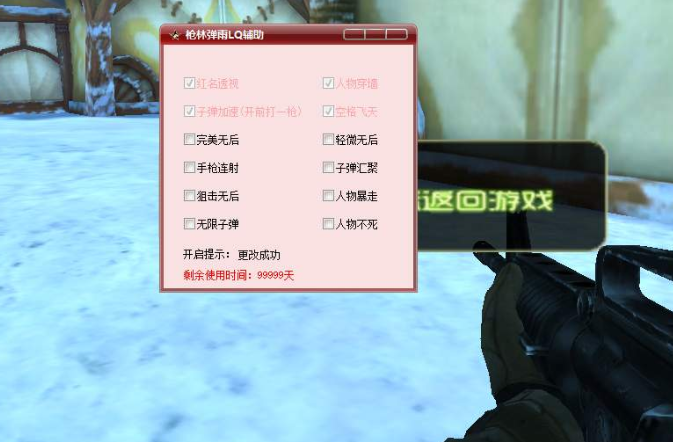 枪林弹雨LQ辅助
红名透视 人物穿墙
子弹加速(开前打一枪) 空格飞天
完美无后 轻微无后
手枪连射 子弹汇聚
返回游戏
狙击无后 人物暴走
无限子弹 人物不死
开启提示: 更改成功
剩余使用时间: 99999天